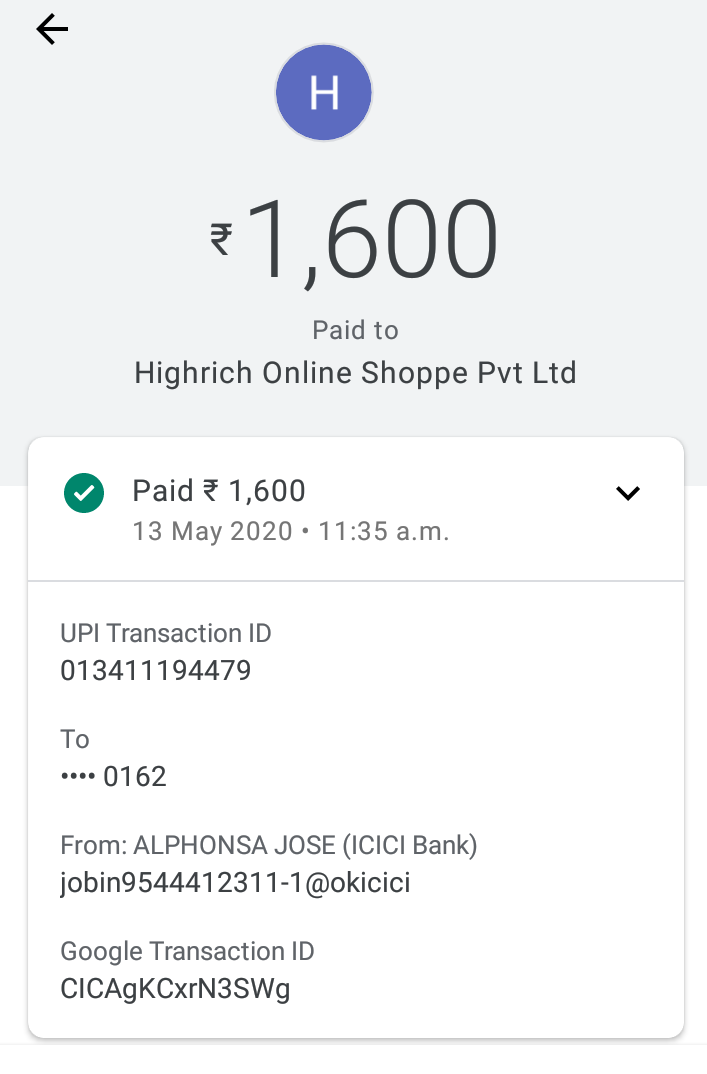 H
₹1,600
Paid to
Highrich Online Shoppe Pvt Ltd
Paid ₹ 1,600
13 May 2020 • 11:35 a.m.
UPI Transaction ID
013411194479
To
•••• 0162
From: ALPHONSA JOSE (ICICI Bank)
jobin9544412311-1@okicici
Google Transaction ID
CICAgKCxrN3SWg